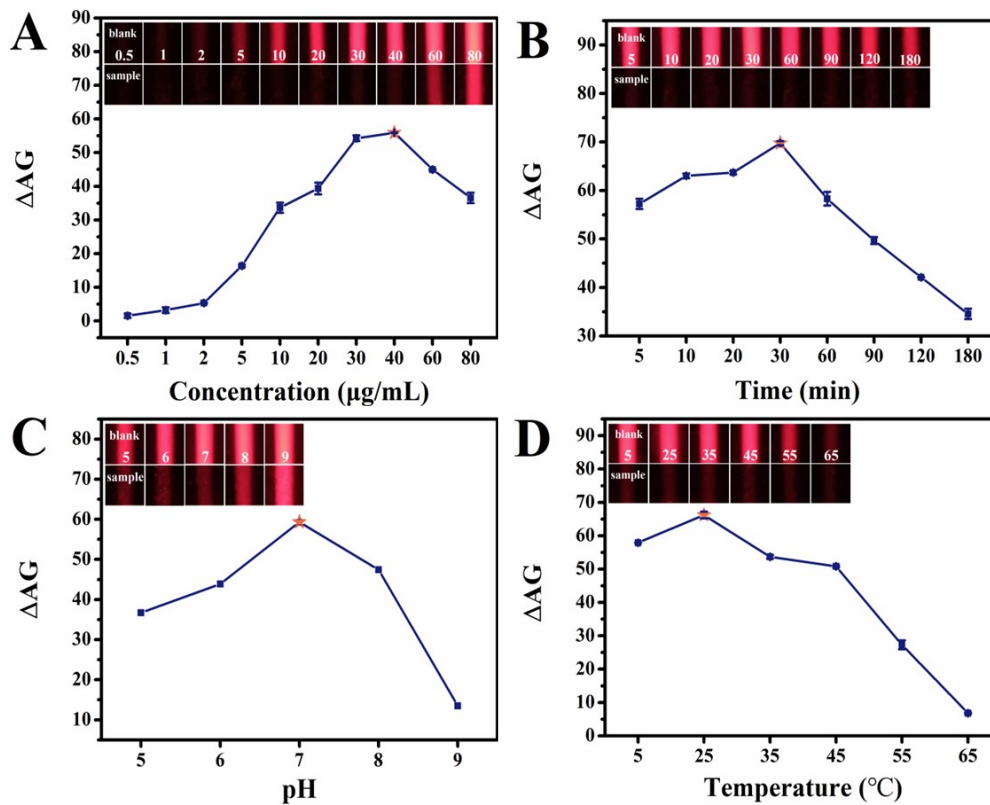 A
90
80
70
60
50
40
30
20
10
0
ΔAG
blank
0.5 1 2 5 10 20 30 40 60 80
sample
0.5 1 2 5 10 20 30 40 60 80
Concentration (μg/mL)
B
90
80
70
60
50
40
30
ΔAG
blank
5 10 20 30 60 90 120 180
sample
5 10 20 30 60 90 120 180
Time (min)
C
80
70
60
50
40
30
20
10
ΔAG
blank
5 6 7 8 9
sample
5 6 7 8 9
pH
D
90
80
70
60
50
40
30
20
10
0
ΔAG
blank
5 25 35 45 55 65
sample
5 25 35 45 55 65
Temperature (℃)